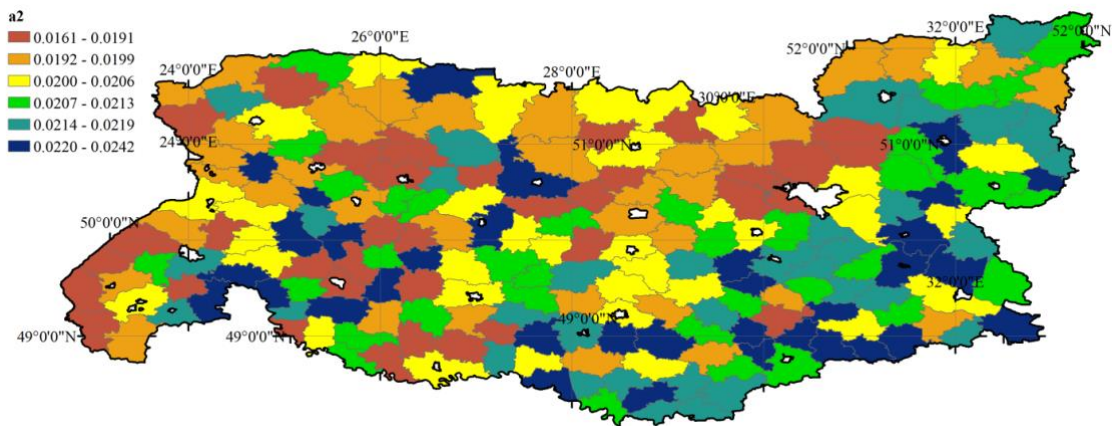 a2
0.0161 - 0.0191
0.0192 - 0.0199
0.0200 - 0.0206
0.0207 - 0.0213
0.0214 - 0.0219
0.0220 - 0.0242
26°0'0"E
32°0'0"E
52°0'0"N
52°0'0"N
24°0'0"E
28°0'0"E
30°0'0"E
24°0'0"E
51°0'0"N
51°0'0"N
50°0'0"N
32°0'0"E
49°0'0"N
49°0'0"N
49°0'0"N